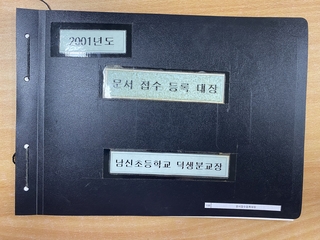 2001년도
문서 접수 등록 대장
남신초등학교 덕생분교장